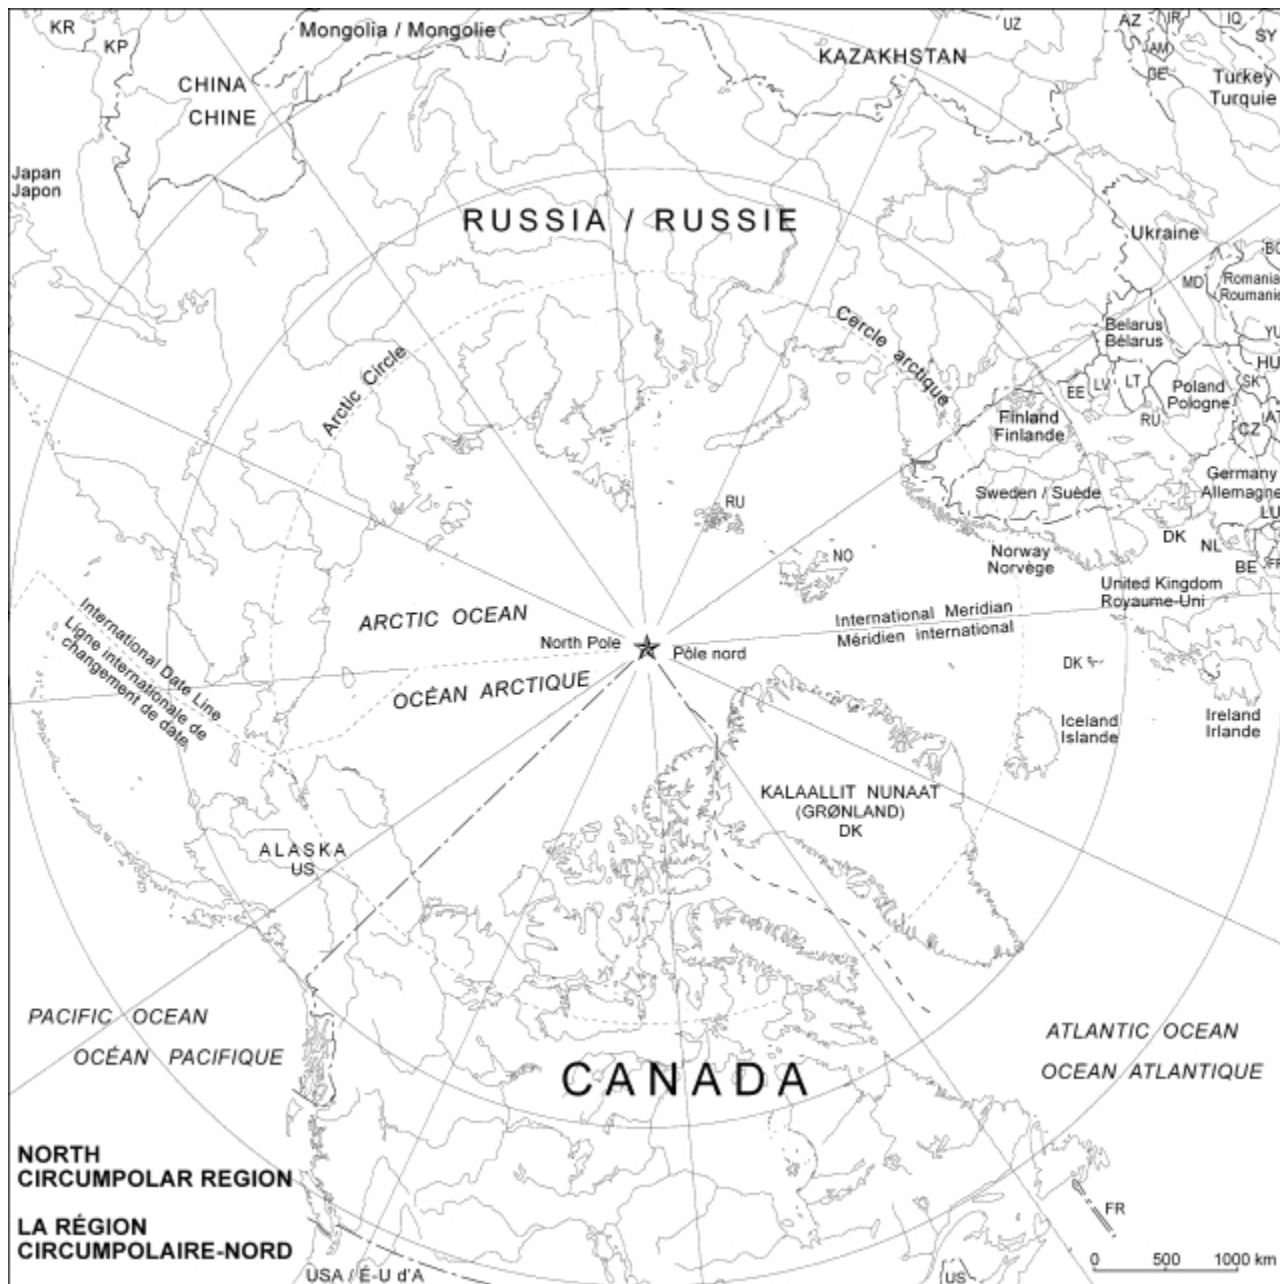 KR
KP
Mongolia / Mongolie
CHINA
CHINE
KAZAKHSTAN
UZ
AZ
IR
IQ
SY
AM
GE
Turkey
Turquie
Japan
Japon
RUSSIA / RUSSIE
Ukraine
MD
Romania
Roumanie
Belarus
Bélarus
YU
HU
SK
AT
CZ
Poland
Pologne
EE
LV
LT
RU
Arctic Circle
Cercle arctique
Finland
Finlande
Germany
Allemagne
LU
Sweden / Suède
RU
DK
NL
BE
FR
Norway
Norvège
NO
United Kingdom
Royaume-Uni
ARCTIC OCEAN
OCÉAN ARCTIQUE
North Pole
Pôle nord
International Meridian
Méridien international
International Date Line
Ligne internationale de
changement de date
DK
Iceland
Islande
Ireland
Irlande
KALAALLIT NUNAAT
(GRØNLAND)
DK
ALASKA
US
PACIFIC OCEAN
OCÉAN PACIFIQUE
ATLANTIC OCEAN
OCEAN ATLANTIQUE
CANADA
NORTH
CIRCUMPOLAR REGION
LA RÉGION
CIRCUMPOLAIRE-NORD
USA / É-U d'A
US
FR
0 500 1000 km